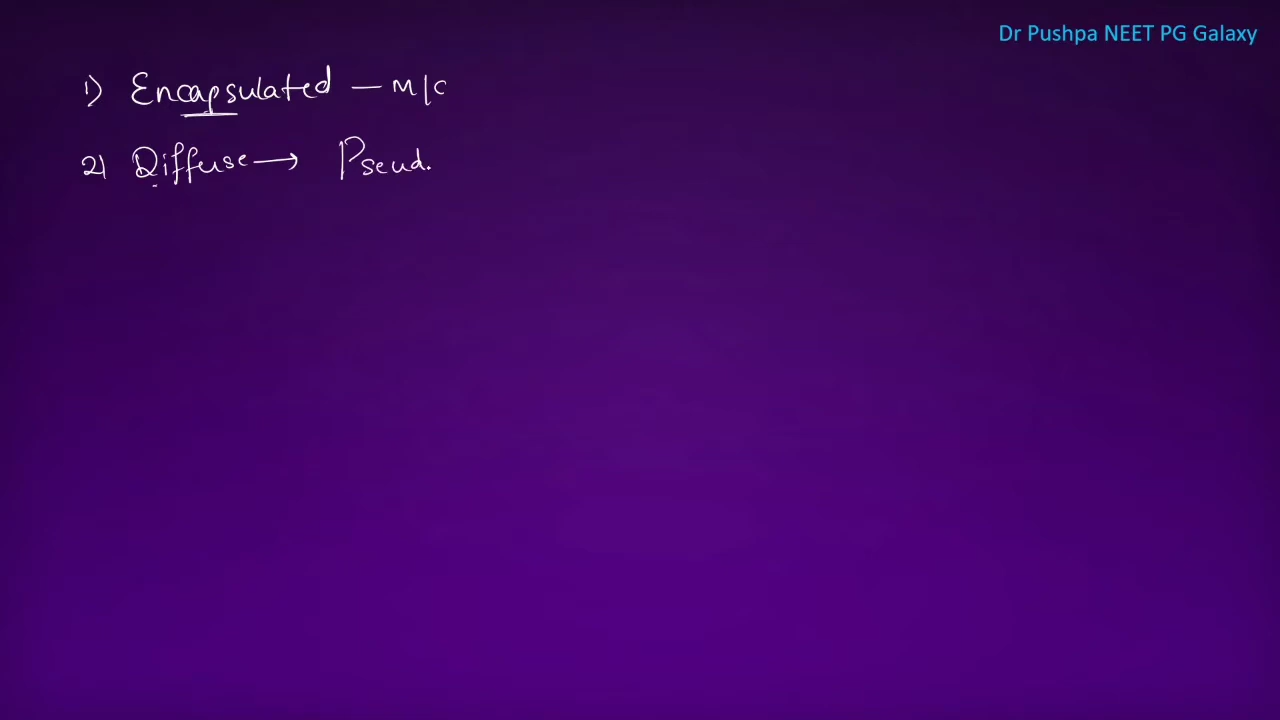 Dr Pushpa NEET PG Galaxy
1) Encapsulated — M/C
2) Diffuse → Pseud.